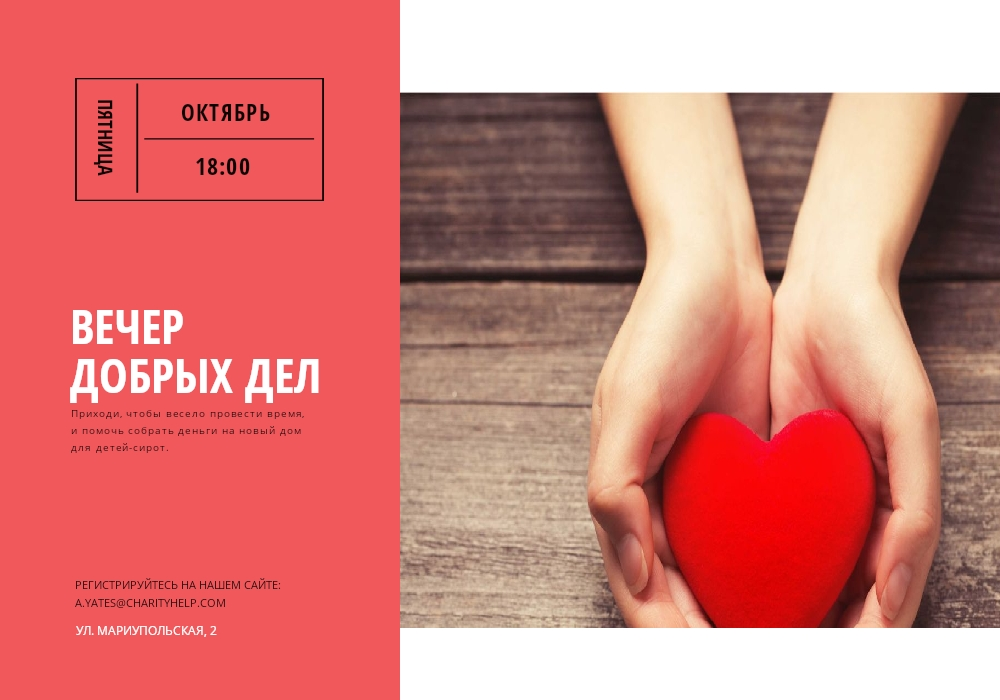 ПЯТНИЦА
ОКТЯБРЬ
18:00
ВЕЧЕР
ДОБРЫХ ДЕЛ
Приходи, чтобы весело провести время,
и помочь собрать деньги на новый дом
для детей-сирот.
РЕГИСТРИРУЙТЕСЬ НА НАШЕМ САЙТЕ:
A.YATES@CHARITYHELP.COM
УЛ. МАРИУПОЛЬСКАЯ, 2